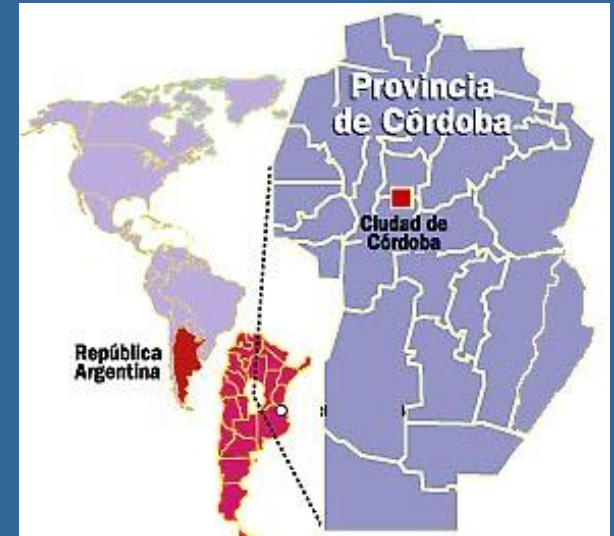 Provincia
de Córdoba
Ciudad de
Córdoba
República
Argentina